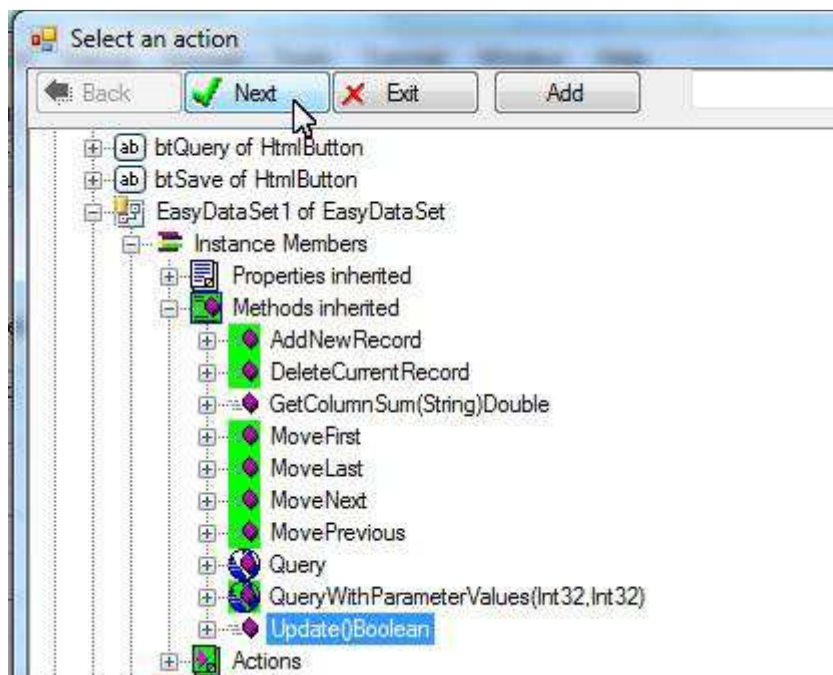 Select an action
Back Next Exit Add
ab btQuery of HtmlButton
ab btSave of HtmlButton
EasyDataSet1 of EasyDataSet
Instance Members
Properties inherited
Methods inherited
AddNewRecord
DeleteCurrentRecord
GetColumnSum(String)Double
MoveFirst
MoveLast
MoveNext
MovePrevious
Query
QueryWithParameterValues(Int32,Int32)
Update()Boolean
Actions